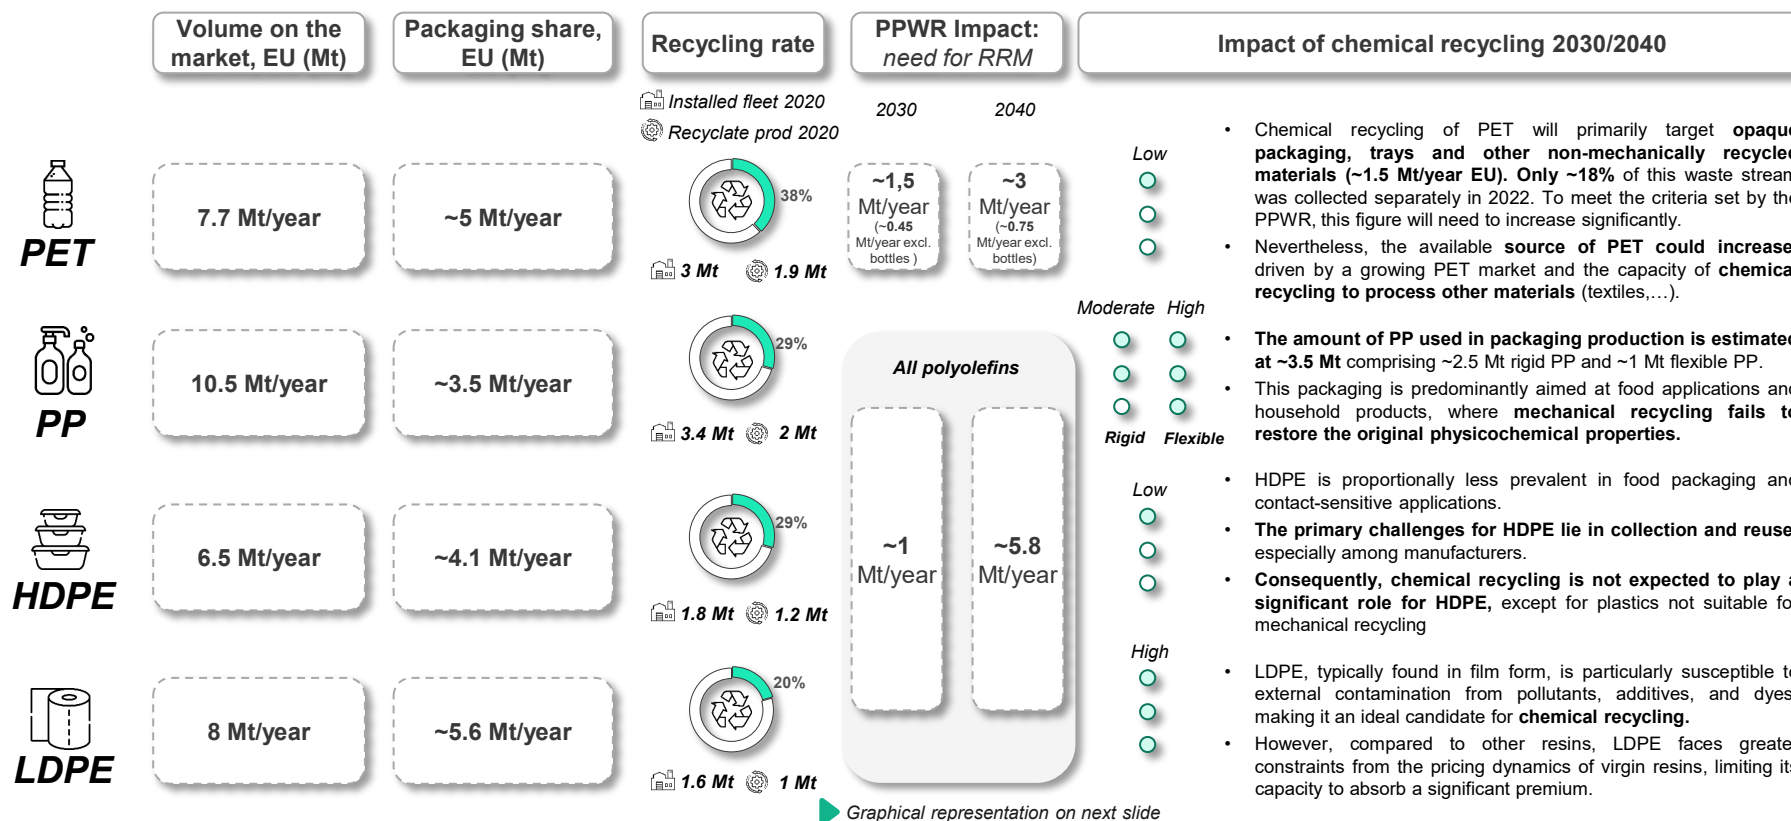 Volume on the market, EU (Mt)
Packaging share, EU (Mt)
Recycling rate
PPWR Impact:
need for RRM
Impact of chemical recycling 2030/2040
Installed fleet 2020
Recyclate prod 2020
2030
2040
PET
7.7 Mt/year
~5 Mt/year
38%
3 Mt
1.9 Mt
~1,5
Mt/year
(~0.45
Mt/year excl.
bottles )
~3
Mt/year
(~0.75
Mt/year excl.
bottles)
Low
• Chemical recycling of PET will primarily target opaque
packaging, trays and other non-mechanically recycled
materials (~1.5 Mt/year EU). Only ~18% of this waste stream
was collected separately in 2022. To meet the criteria set by the
PPWR, this figure will need to increase significantly.
• Nevertheless, the available source of PET could increase
driven by a growing PET market and the capacity of chemical
recycling to process other materials (textiles,…).
PP
10.5 Mt/year
~3.5 Mt/year
29%
3.4 Mt
2 Mt
All polyolefins
~1
Mt/year
~5.8
Mt/year
Moderate
High
Rigid
Flexible
• The amount of PP used in packaging production is estimated
at ~3.5 Mt comprising ~2.5 Mt rigid PP and ~1 Mt flexible PP.
• This packaging is predominantly aimed at food applications and
household products, where mechanical recycling fails to
restore the original physicochemical properties.
HDPE
6.5 Mt/year
~4.1 Mt/year
29%
1.8 Mt
1.2 Mt
Low
• HDPE is proportionally less prevalent in food packaging and
contact-sensitive applications.
• The primary challenges for HDPE lie in collection and reuse
especially among manufacturers.
• Consequently, chemical recycling is not expected to play a
significant role for HDPE, except for plastics not suitable for
mechanical recycling
LDPE
8 Mt/year
~5.6 Mt/year
20%
1.6 Mt
1 Mt
High
• LDPE, typically found in film form, is particularly susceptible to
external contamination from pollutants, additives, and dyes
making it an ideal candidate for chemical recycling.
• However, compared to other resins, LDPE faces greater
constraints from the pricing dynamics of virgin resins, limiting its
capacity to absorb a significant premium.
Graphical representation on next slide